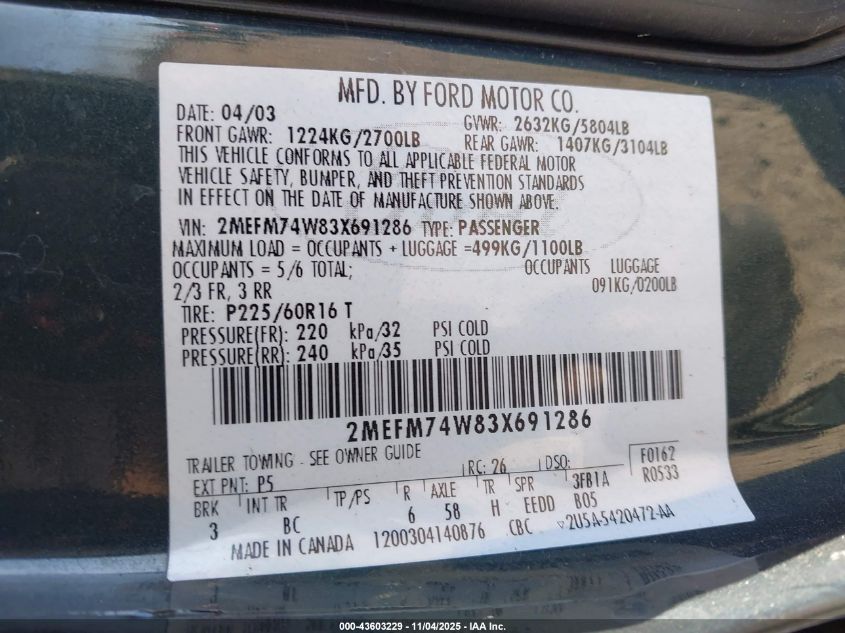 MFD. BY FORD MOTOR CO.
DATE: 04/03 GVWR: 2632KG/5804LB
FRONT GAWR: 1224KG/2700LB REAR GAWR: 1407KG/3104LB
THIS VEHICLE CONFORMS TO ALL APPLICABLE FEDERAL MOTOR
VEHICLE SAFETY, BUMPER, AND THEFT PREVENTION STANDARDS
IN EFFECT ON THE DATE OF MANUFACTURE SHOWN ABOVE.
VIN: 2MEFM74W83X691286 TYPE: PASSENGER
MAXIMUM LOAD = OCCUPANTS + LUGGAGE =499KG/1100LB
OCCUPANTS = 5/6 TOTAL; OCCUPANTS LUGGAGE
2/3 FR, 3 RR 091KG/0200LB
TIRE: P225/60R16 T
PRESSURE(FR): 220 kPa/32 PSI COLD
PRESSURE(RR): 240 kPa/35 PSI COLD
2MEFM74W83X691286
TRAILER TOWING - SEE OWNER GUIDE
EXT PNT: P5 RC: 26 DSO: F0162
BRK INT TR TP/PS R AXLE TR SPR 3FB1A R0533
3 BC 6 58 H EEDD B05
MADE IN CANADA 1200304140876 CBC 2U5A-5420472-AA
000-43603229 - 11/04/2025 - IAA Inc.